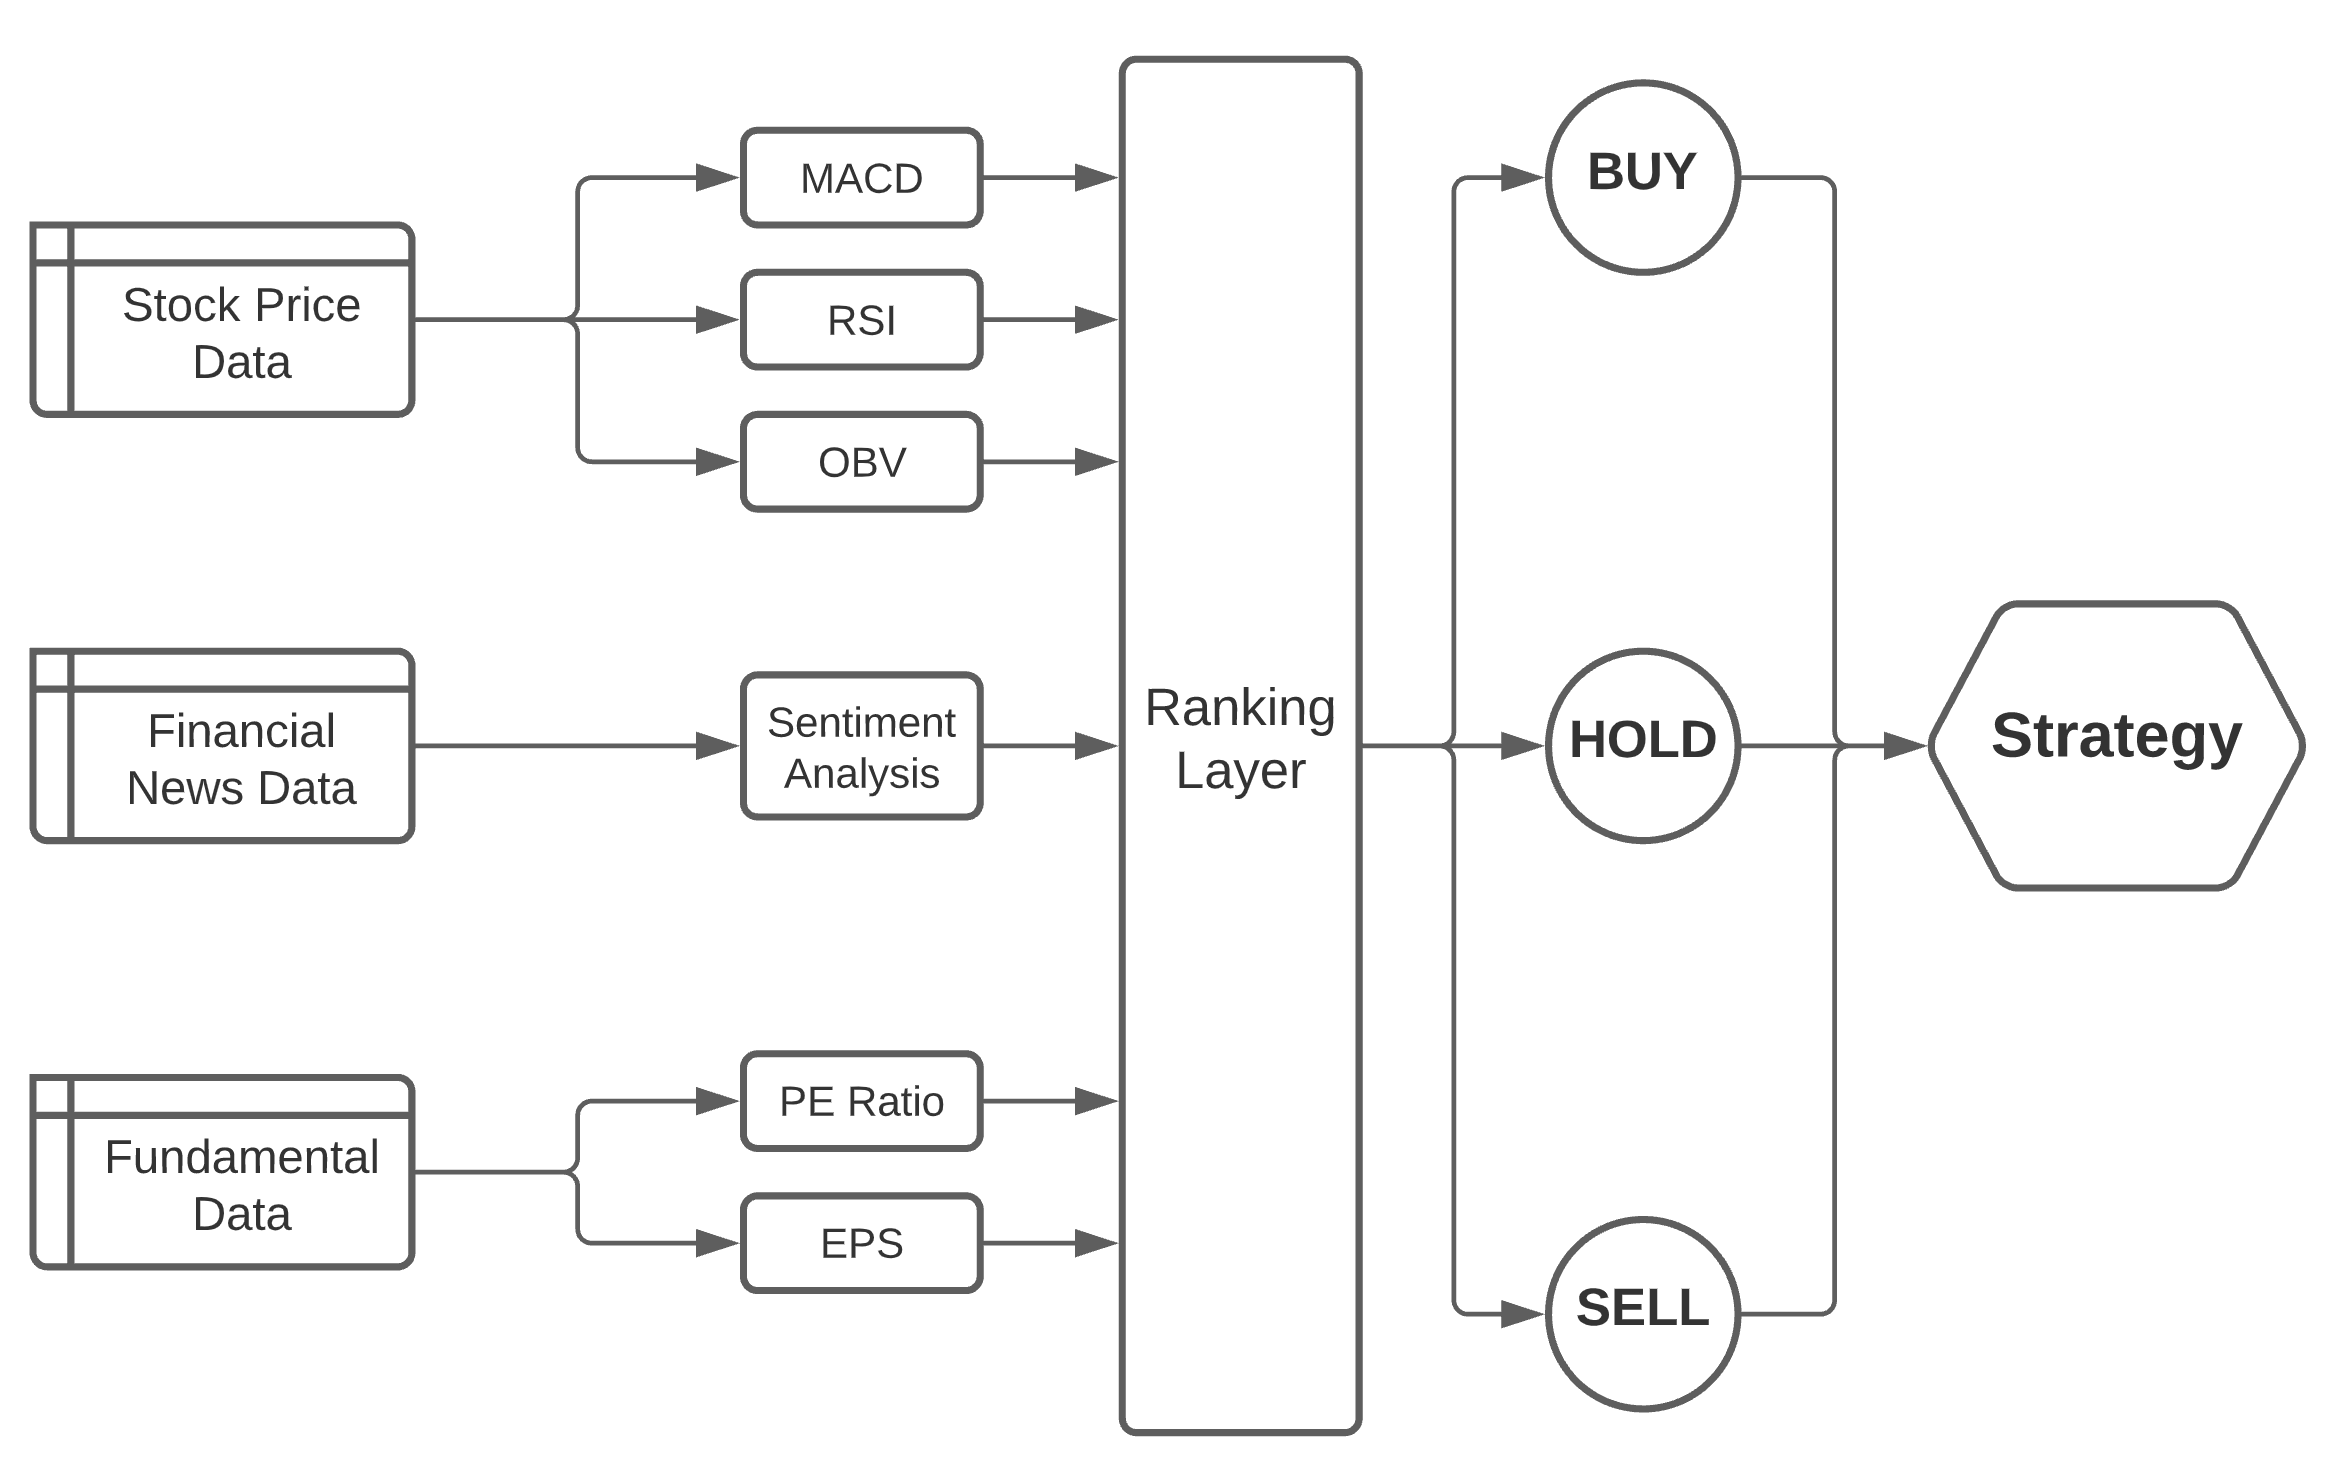 Stock Price
Data
Financial
News Data
Fundamental
Data
MACD
RSI
OBV
Sentiment
Analysis
PE Ratio
EPS
Ranking
Layer
BUY
HOLD
SELL
Strategy